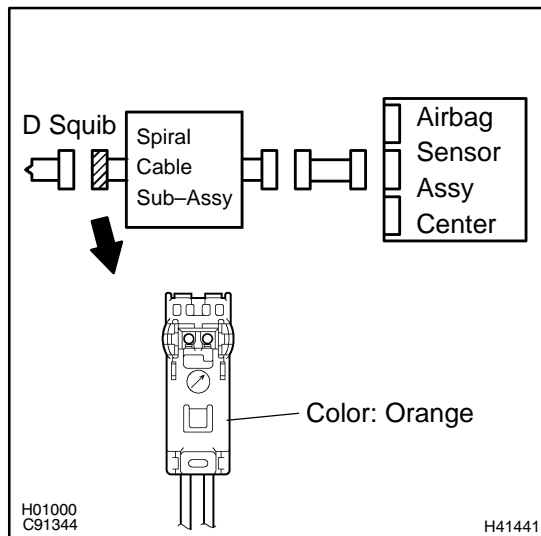 D Squib
Spiral
Cable
Sub–Assy
Airbag
Sensor
Assy
Center
Color: Orange
H01000
C91344
H41441